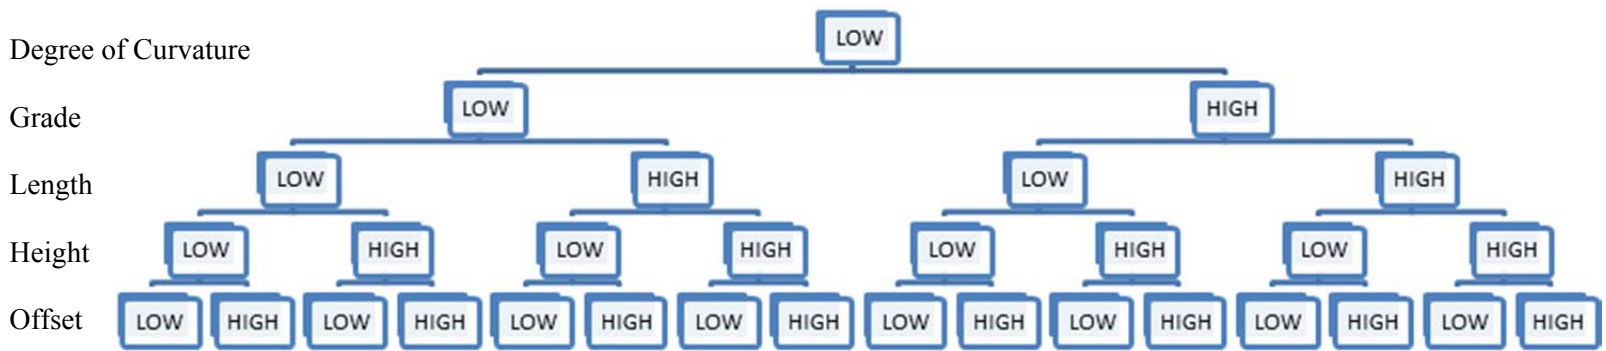 Degree of Curvature LOW
Grade LOW HIGH
Length LOW HIGH LOW HIGH
Height LOW HIGH LOW HIGH LOW HIGH LOW HIGH
Offset LOW HIGH LOW HIGH LOW HIGH LOW HIGH LOW HIGH LOW HIGH LOW HIGH LOW HIGH